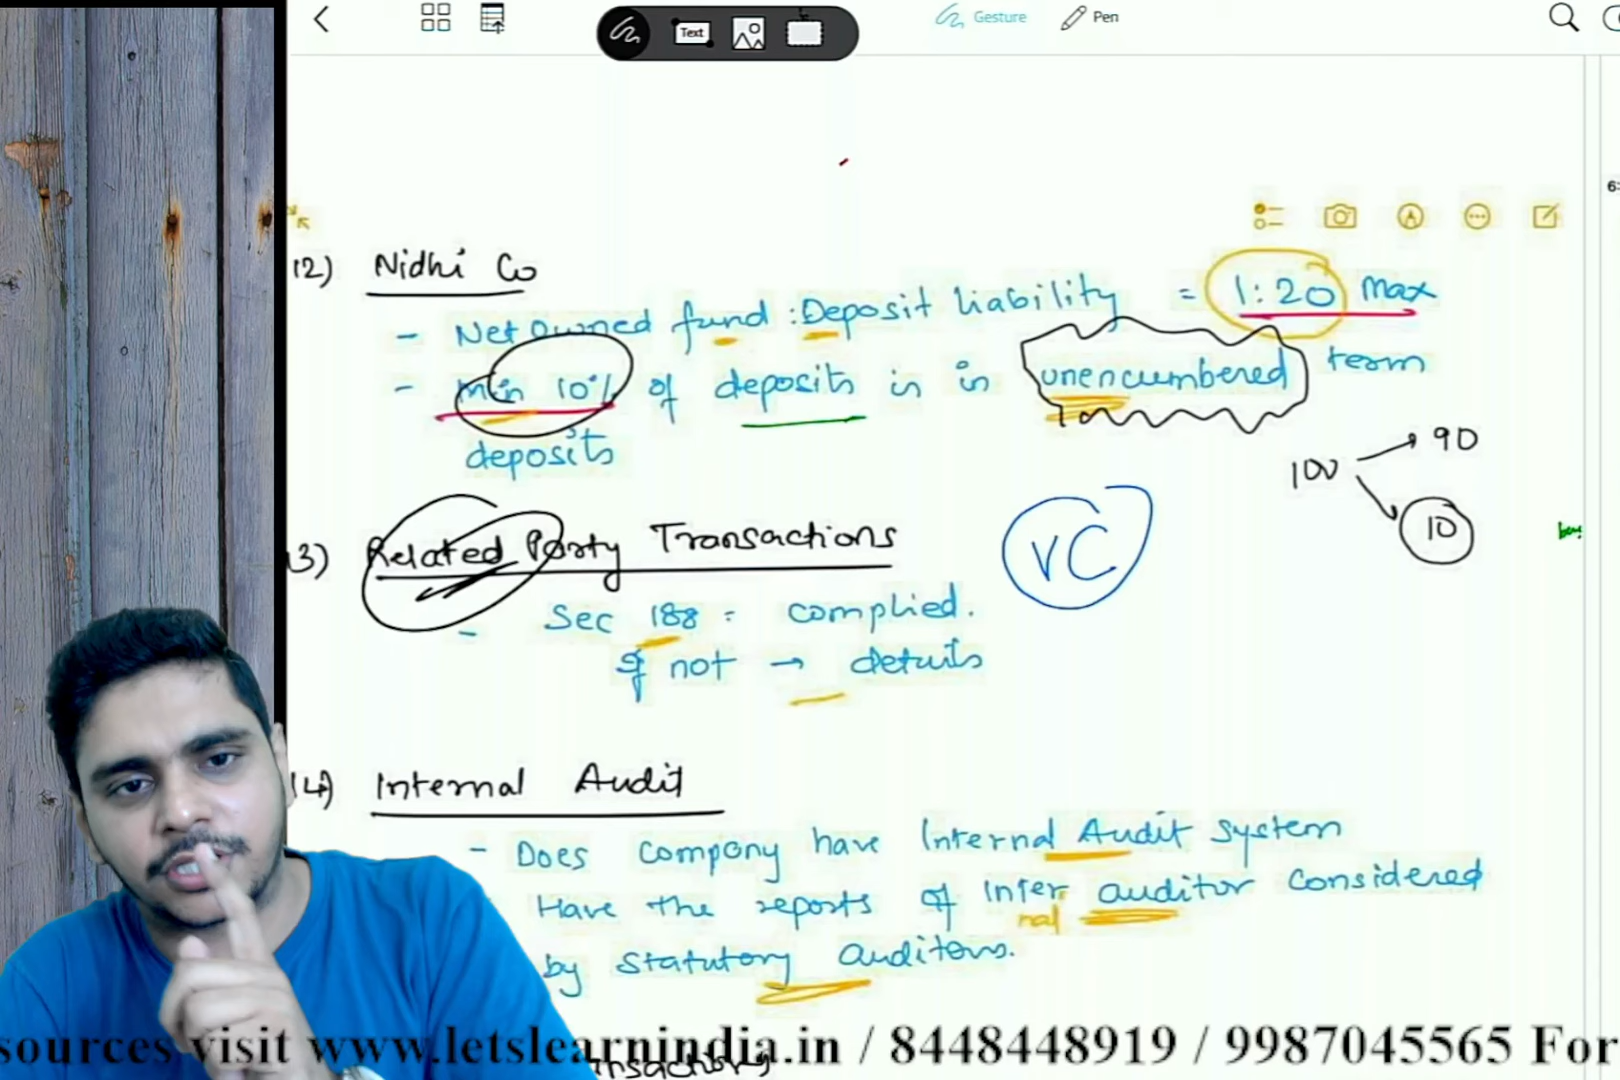 Text
Gesture
Pen
12) Nidhi Co
- Net owned fund : Deposit liability = 1:20 max
- Min 10% of deposits is in unencumbered term
deposits
100 90
10
13) Related Party Transactions
VC
- Sec 188 = complied.
If not → details
14) Internal Audit
- Does company have Internal Audit system
Have the reports of Internal auditor considered
by statutory auditors.
sources visit www.letslearnindia.in / 8448448919 / 9987045565 For